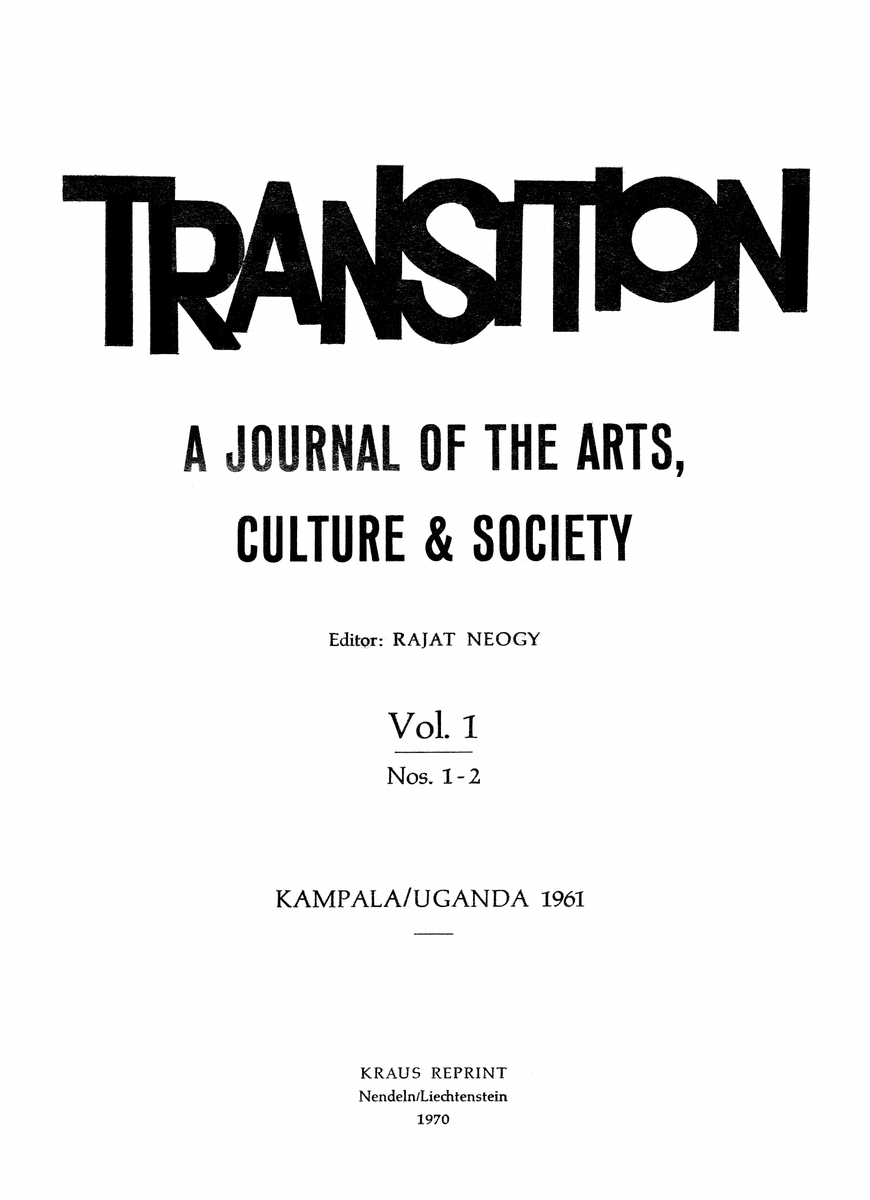 TRANSITION
A JOURNAL OF THE ARTS,
CULTURE & SOCIETY
Editor: RAJAT NEOGY
Vol. 1
Nos. 1-2
KAMPALA/UGANDA 1961
KRAUS REPRINT
Nendeln/Liechtenstein
1970